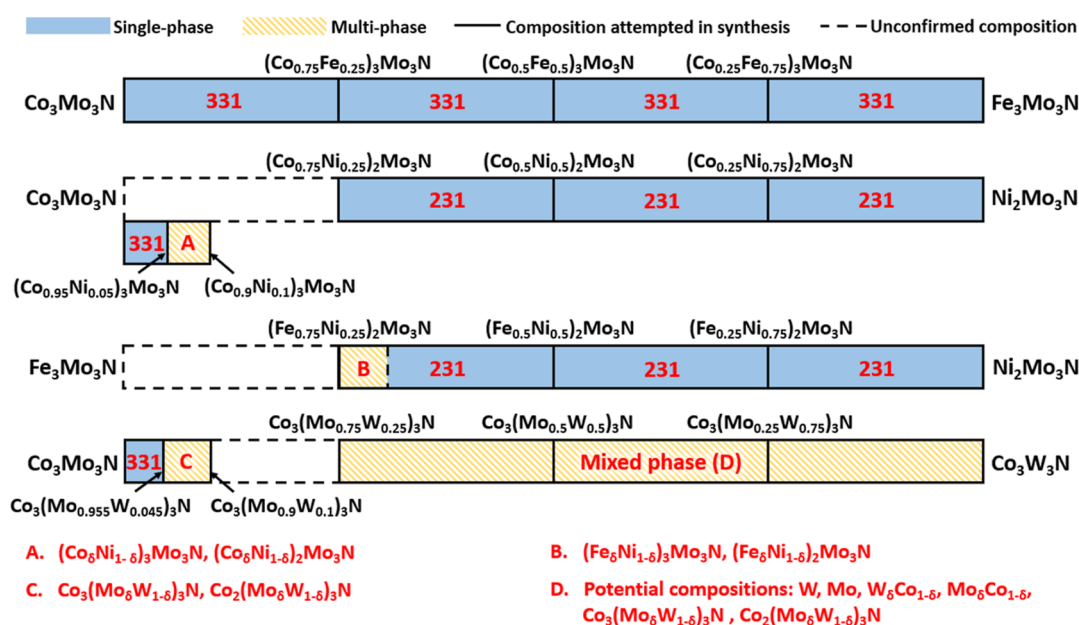 Single-phase Multi-phase Composition attempted in synthesis Unconfirmed composition
(Co₀.₇₅Fe₀.₂₅)₃Mo₃N (Co₀.₅Fe₀.₅)₃Mo₃N (Co₀.₂₅Fe₀.₇₅)₃Mo₃N
Co₃Mo₃N 331 331 331 331 Fe₃Mo₃N
(Co₀.₇₅Ni₀.₂₅)₂Mo₃N (Co₀.₅Ni₀.₅)₂Mo₃N (Co₀.₂₅Ni₀.₇₅)₂Mo₃N
Co₃Mo₃N 231 231 231 Ni₂Mo₃N
331 A
(Co₀.₉₅Ni₀.₀₅)₃Mo₃N (Co₀.₉Ni₀.₁)₃Mo₃N
(Fe₀.₇₅Ni₀.₂₅)₂Mo₃N (Fe₀.₅Ni₀.₅)₂Mo₃N (Fe₀.₂₅Ni₀.₇₅)₂Mo₃N
Fe₃Mo₃N B 231 231 231 Ni₂Mo₃N
Co₃(Mo₀.₇₅W₀.₂₅)₃N Co₃(Mo₀.₅W₀.₅)₃N Co₃(Mo₀.₂₅W₀.₇₅)₃N
Co₃Mo₃N 331 C Mixed phase (D) Co₃W₃N
Co₃(Mo₀.₉₅₅W₀.₀₄₅)₃N Co₃(Mo₀.₉W₀.₁)₃N
A. (CoδNi₁₋δ)₃Mo₃N, (CoδNi₁₋δ)₂Mo₃N
B. (FeδNi₁₋δ)₃Mo₃N, (FeδNi₁₋δ)₂Mo₃N
C. Co₃(MoδW₁₋δ)₃N, Co₂(MoδW₁₋δ)₃N
D. Potential compositions: W, Mo, WδCo₁₋δ, MoδCo₁₋δ,
Co₃(MoδW₁₋δ)₃N , Co₂(MoδW₁₋δ)₃N